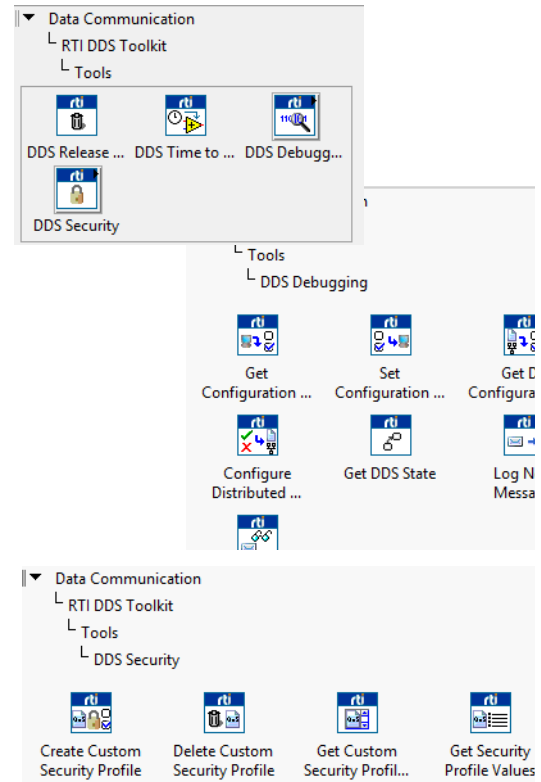 Data Communication
RTI DDS Toolkit
Tools
rti rti rti
DDS Release ... DDS Time to ... DDS Debugg...
rti
DDS Security
Tools
DDS Debugging
rti rti rti
Get Set Get D
Configuration ... Configuration ... Configura
rti rti rti
Configure Get DDS State Log N
Distributed ... Messa
rti
Data Communication
RTI DDS Toolkit
Tools
DDS Security
rti rti rti rti
Create Custom Delete Custom Get Custom Get Security
Security Profile Security Profile Security Profil... Profile Values